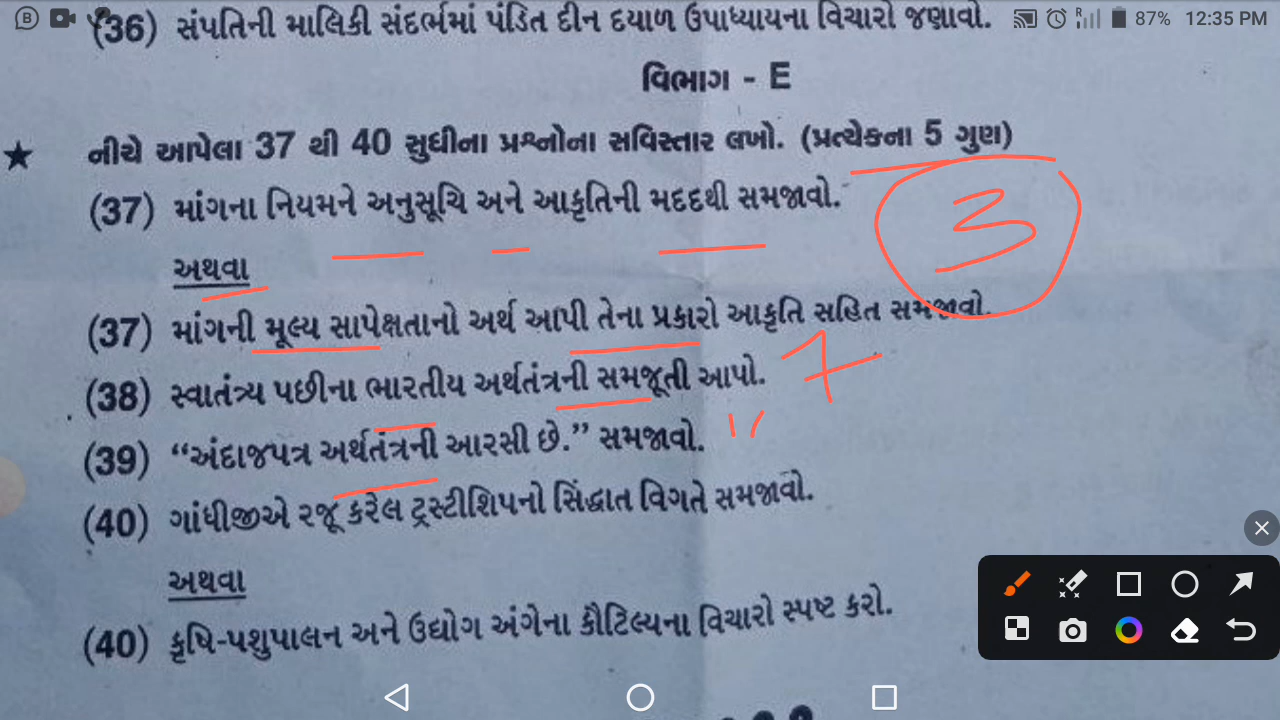 (36) સંપતિની માલિકી સંદર્ભમાં પંડિત દીન દયાળ ઉપાધ્યાયના વિચારો જણાવો.
87% 12:35 PM
વિભાગ - E
★ નીચે આપેલા 37 થી 40 સુધીના પ્રશ્નોના સવિસ્તાર લખો. (પ્રત્યેકના 5 ગુણ)
(37) માંગના નિયમને અનુસૂચિ અને આકૃતિની મદદથી સમજાવો.
3
અથવા
(37) માંગની મૂલ્ય સાપેક્ષતાનો અર્થ આપી તેના પ્રકારો આકૃતિ સહિત સમજાવો.
(38) સ્વાતંત્ર્ય પછીના ભારતીય અર્થતંત્રની સમજૂતી આપો.
(39) “અંદાજપત્ર અર્થતંત્રની આરસી છે.” સમજાવો.
(40) ગાંધીજીએ રજૂ કરેલ ટ્રસ્ટીશિપનો સિંદ્ધાત વિગતે સમજાવો.
અથવા
(40) કૃષિ-પશુપાલન અને ઉદ્યોગ અંગેના કૌટિલ્યના વિચારો સ્પષ્ટ કરો.